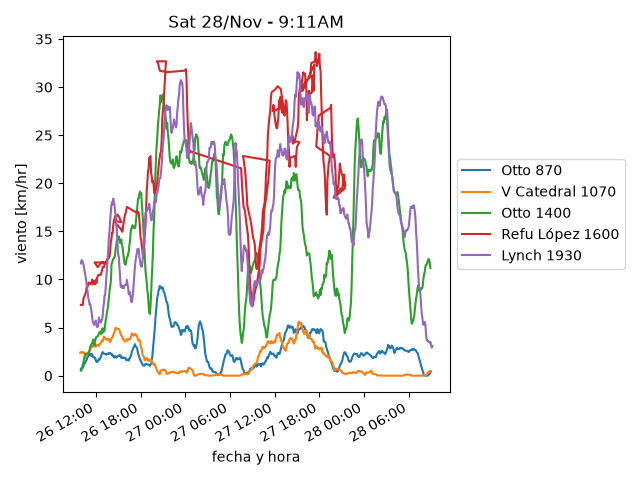 Sat 28/Nov - 9:11AM
viento [km/hr]
35
30
25
20
15
10
5
0
26 12:00
26 18:00
27 00:00
27 06:00
27 12:00
27 18:00
28 00:00
28 06:00
fecha y hora
Otto 870
V Catedral 1070
Otto 1400
Refu López 1600
Lynch 1930